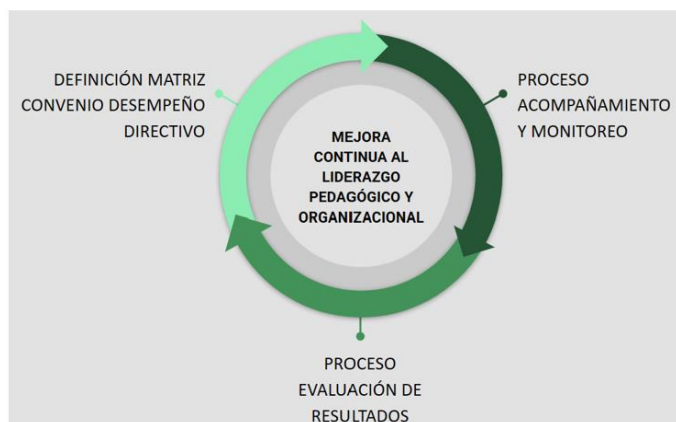 DEFINICIÓN MATRIZ
CONVENIO DESEMPEÑO
DIRECTIVO
PROCESO
ACOMPAÑAMIENTO
Y MONITOREO
MEJORA
CONTINUA AL
LIDERAZGO
PEDAGÓGICO Y
ORGANIZACIONAL
PROCESO
EVALUACIÓN DE
RESULTADOS